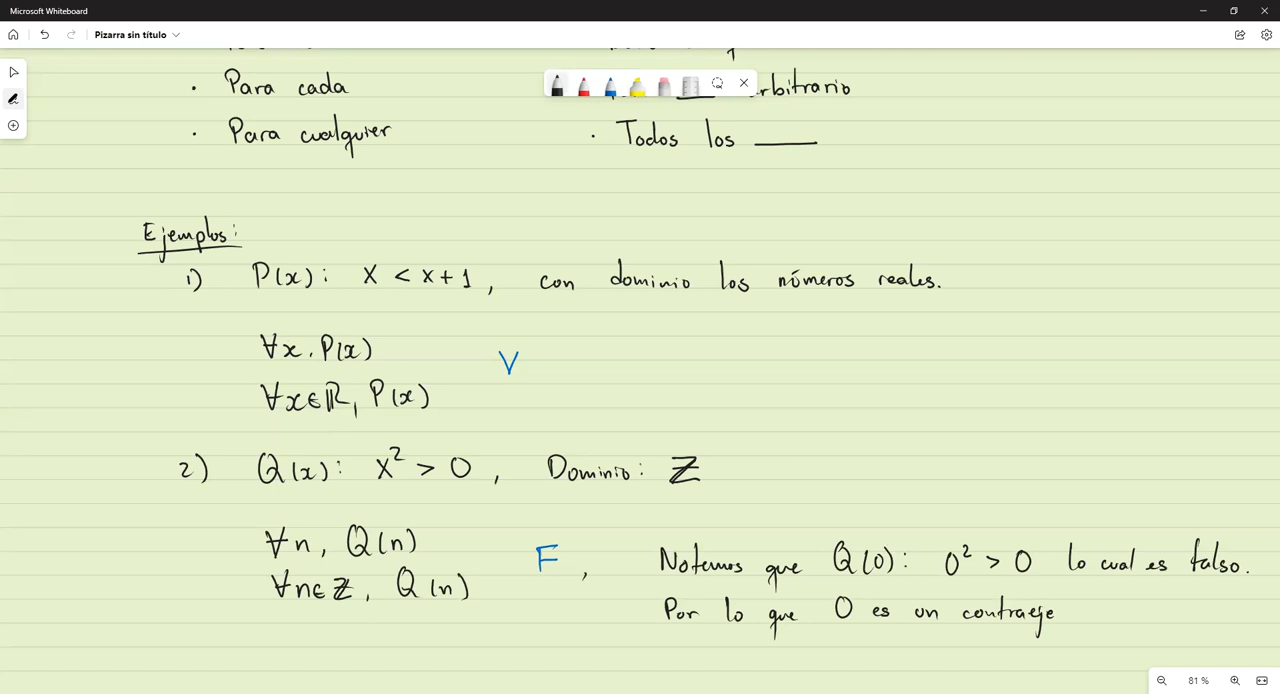 Microsoft Whiteboard
Pizarra sin título
· Para cada
arbitrario
· Para cualquier
· Todos los ____
Ejemplos:
1) P(x): x < x + 1, con dominio los números reales.
∀x, P(x)
V
∀x∈ℝ, P(x)
2) Q(x): x² > 0, Dominio: ℤ
∀n, Q(n)
F, Notemos que Q(0): 0² > 0 lo cual es falso.
∀n∈ℤ, Q(n)
Por lo que 0 es un contraeje
81 %